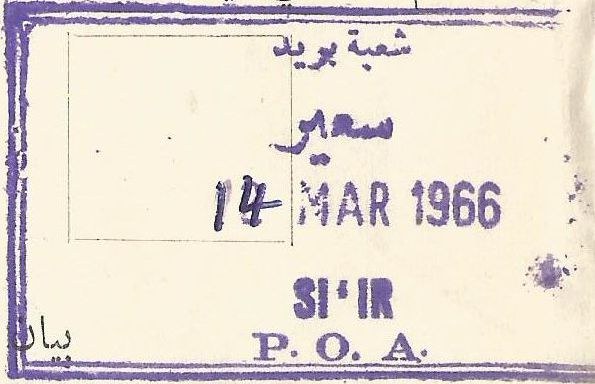 شعبة بريد
سعير
14 MAR 1966
SI'IR
P. O. A.
بيان